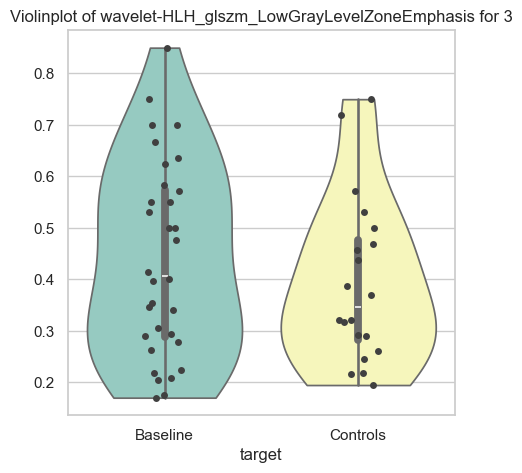 Violinplot of wavelet-HLH_glszm_LowGrayLevelZoneEmphasis for 3
0.8
0.7
0.6
0.5
0.4
0.3
0.2
Baseline
Controls
target